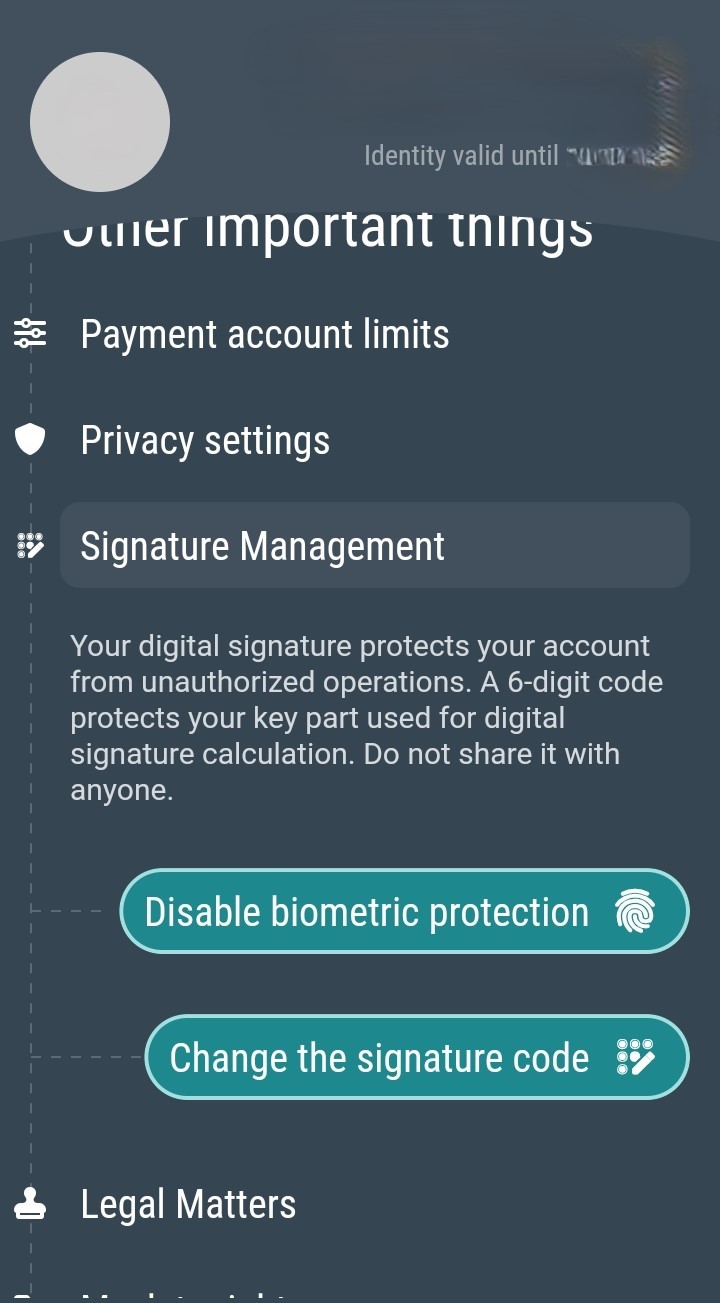 Identity valid until
Other important things
Payment account limits
Privacy settings
Signature Management
Your digital signature protects your account
from unauthorized operations. A 6-digit code
protects your key part used for digital
signature calculation. Do not share it with
anyone.
Disable biometric protection
Change the signature code
Legal Matters